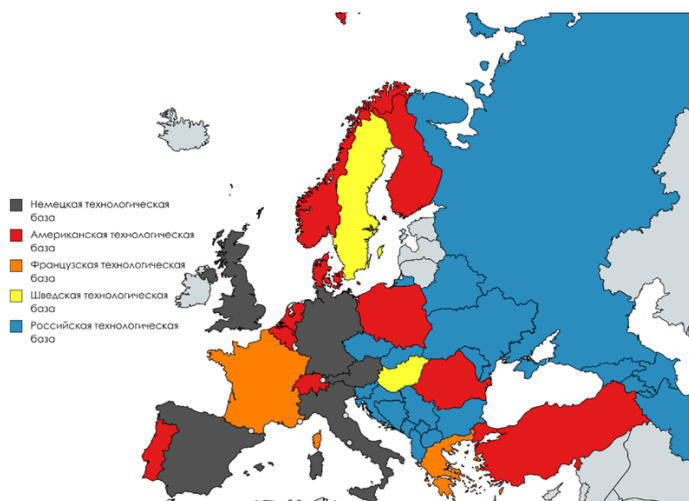 Немецкая технологическая
база
Американская технологическая
база
Французская технологическая
база
Шведская технологическая
база
Российская технологическая
база